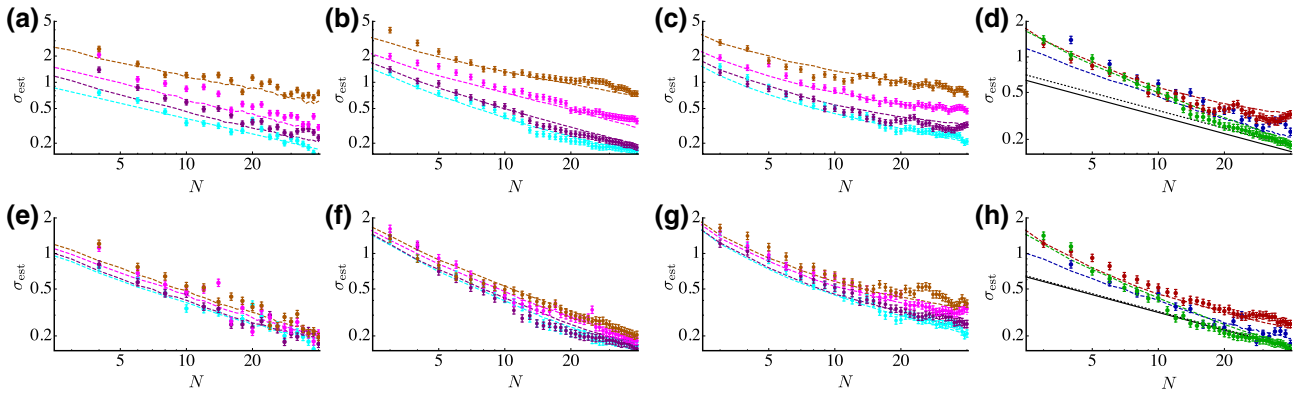 (a) (b) (c) (d)
5 5 5 2
2 2 2 1
1 1 1 0.5
0.5 0.5 0.5 0.2
0.2 0.2 0.2
σest σest σest σest
5 10 20 5 10 20 5 10 20 5 10 20
N N N N
(e) (f) (g) (h)
2 2 2 2
1 1 1 1
0.5 0.5 0.5 0.5
0.2 0.2 0.2 0.2
σest σest σest σest
5 10 20 5 10 20 5 10 20 5 10 20
N N N N